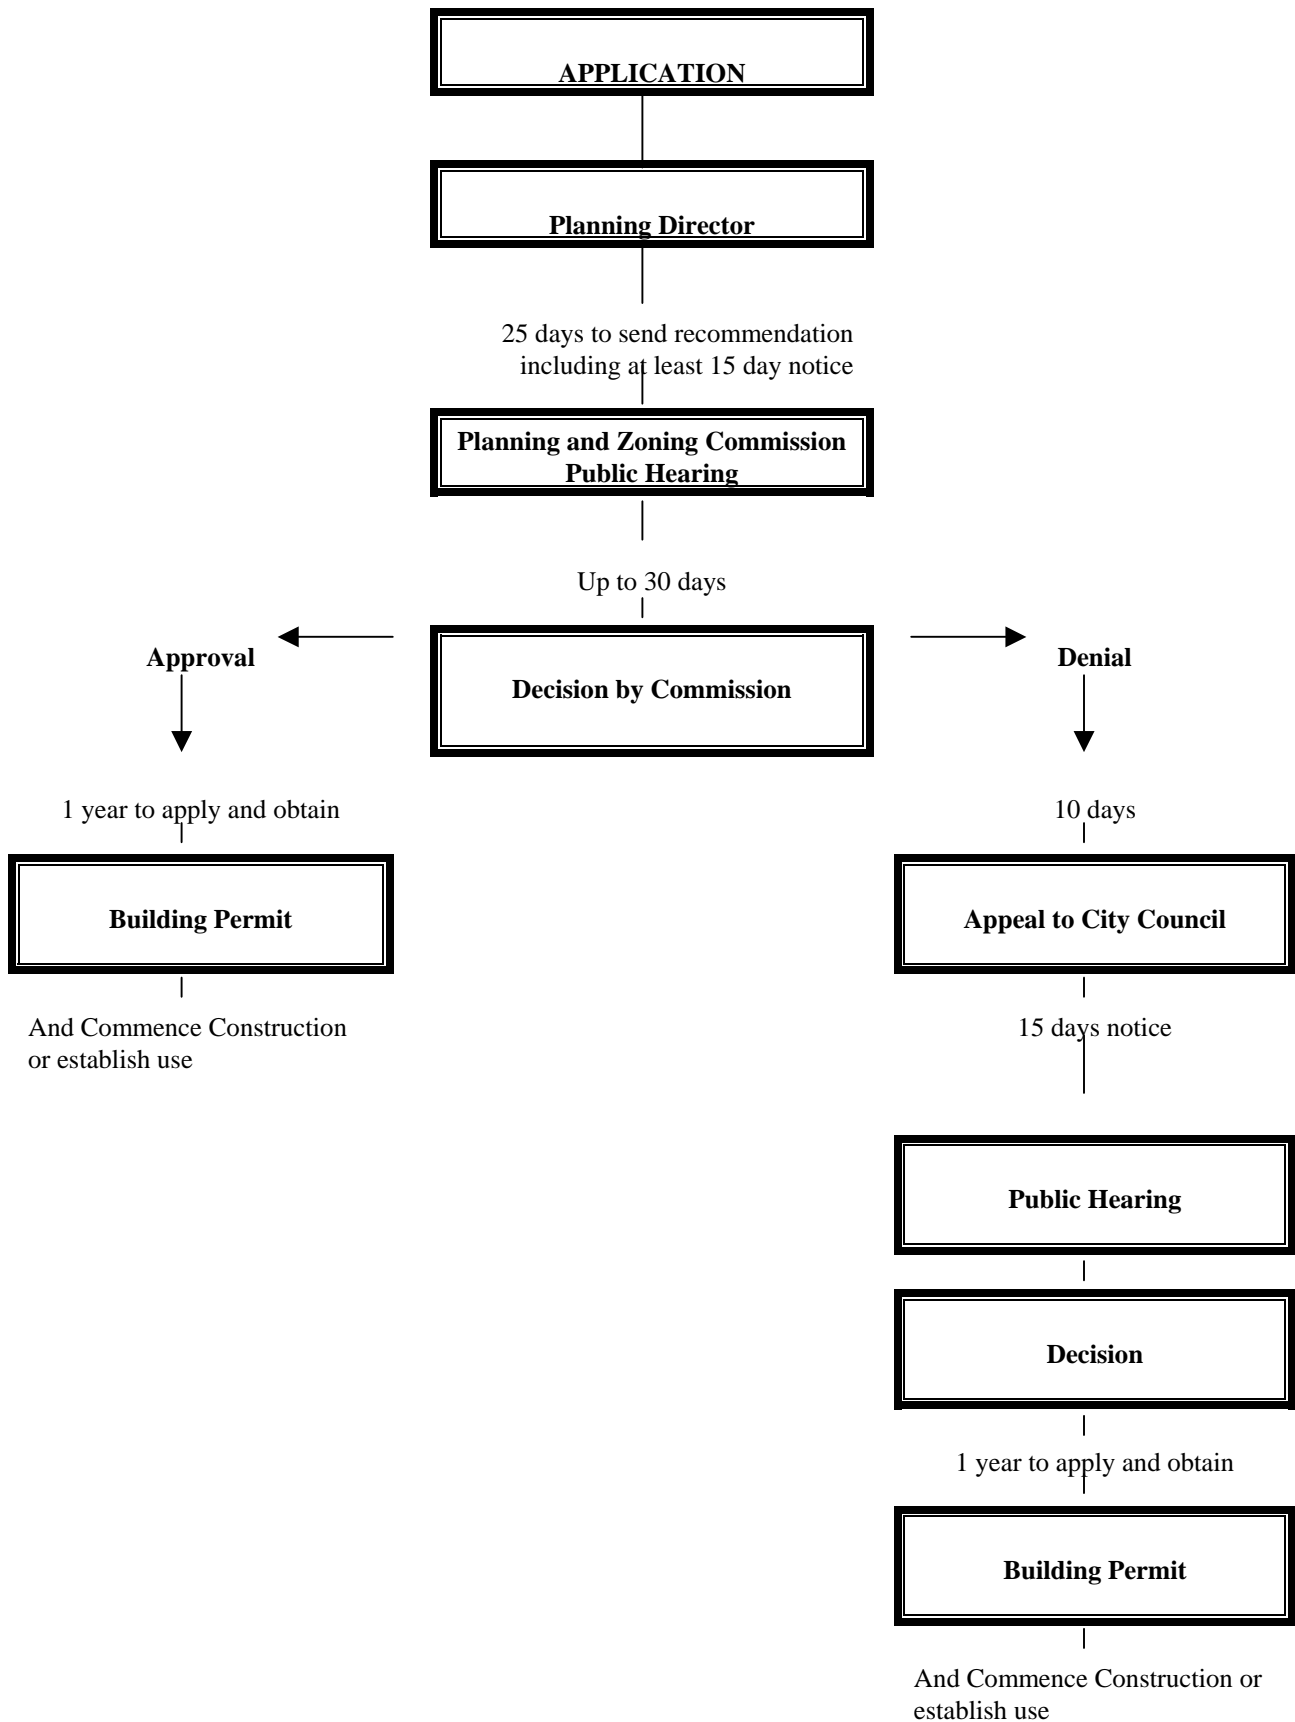 APPLICATION
Planning Director
25 days to send recommendation
including at least 15 day notice
Planning and Zoning Commission
Public Hearing
Up to 30 days
Approval
Denial
Decision by Commission
1 year to apply and obtain
10 days
Building Permit
Appeal to City Council
And Commence Construction
or establish use
15 days notice
Public Hearing
Decision
1 year to apply and obtain
Building Permit
And Commence Construction or
establish use